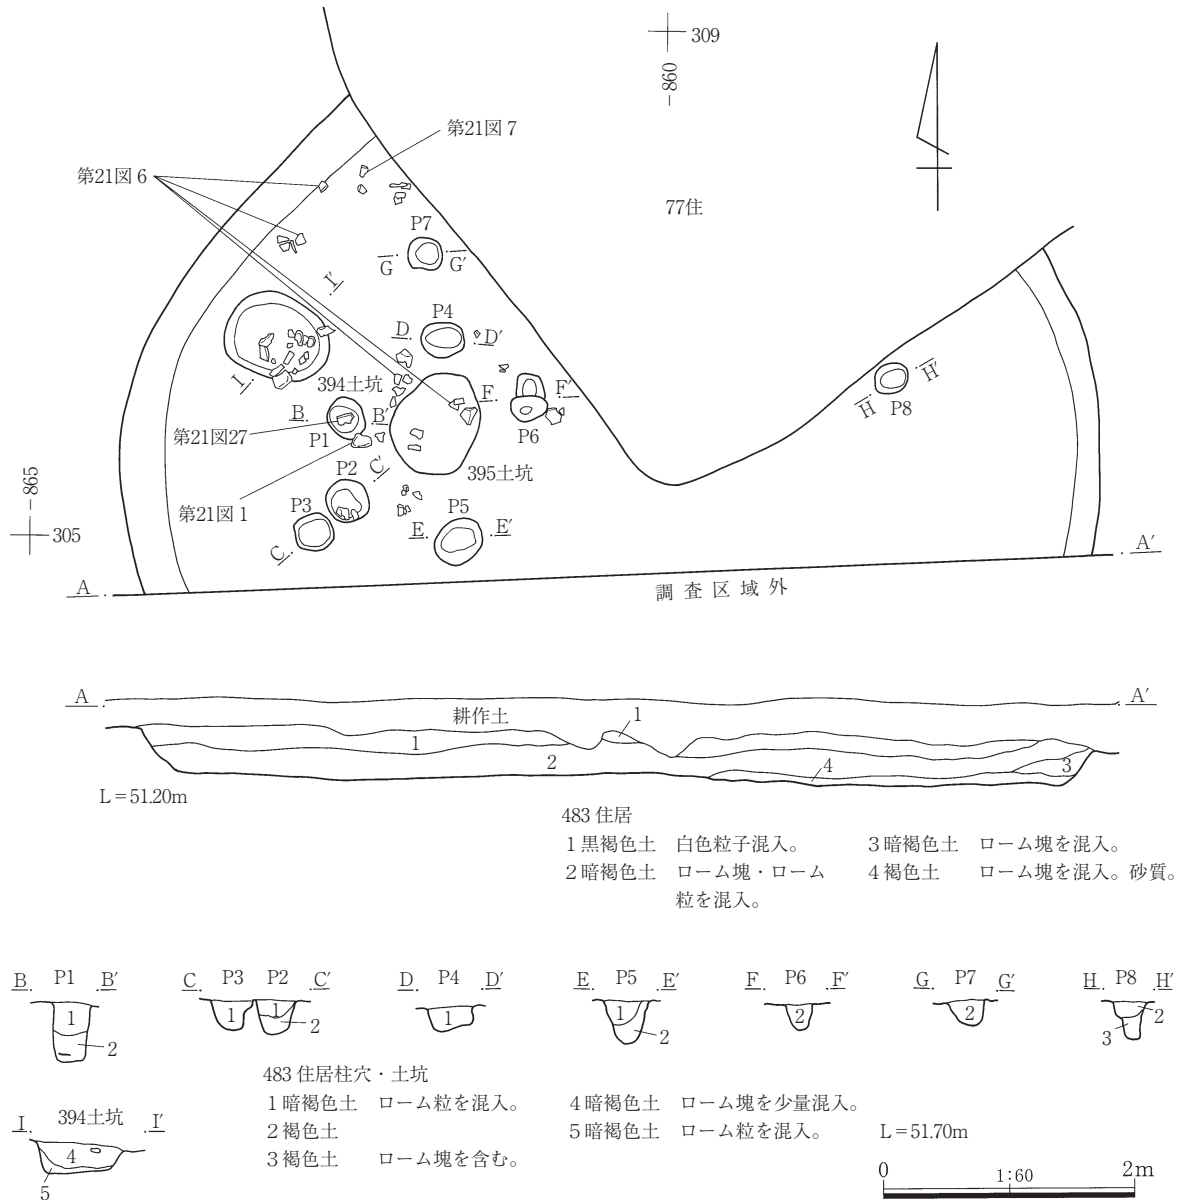 309
−860
第21図 7
第21図 6
77住
P7
G G′
I′
P4
D D′
I
394土坑
F F′
H′
H P8
B B′
第21図27
P1
P6
C′
395土坑
P2
−865
第21図 1
P3
P5
E E′
305
C
A A′
調査区域外
A A′
耕作土
1
1
2
4
3
L＝51.20m
483 住居
1 黒褐色土 白色粒子混入。
2 暗褐色土 ローム塊・ローム
粒を混入。
3 暗褐色土 ローム塊を混入。
4 褐色土 ローム塊を混入。砂質。
B P1 B′
C P3 P2 C′
D P4 D′
E P5 E′
F P6 F′
G P7 G′
H P8 H′
1
2
1
1
2
1
1
2
2
2
2
3
483 住居柱穴・土坑
1 暗褐色土 ローム粒を混入。
2 褐色土
3 褐色土 ローム塊を含む。
4 暗褐色土 ローム塊を少量混入。
5 暗褐色土 ローム粒を混入。
L＝51.70m
I 394土坑 I′
4
5
0 1:60 2m